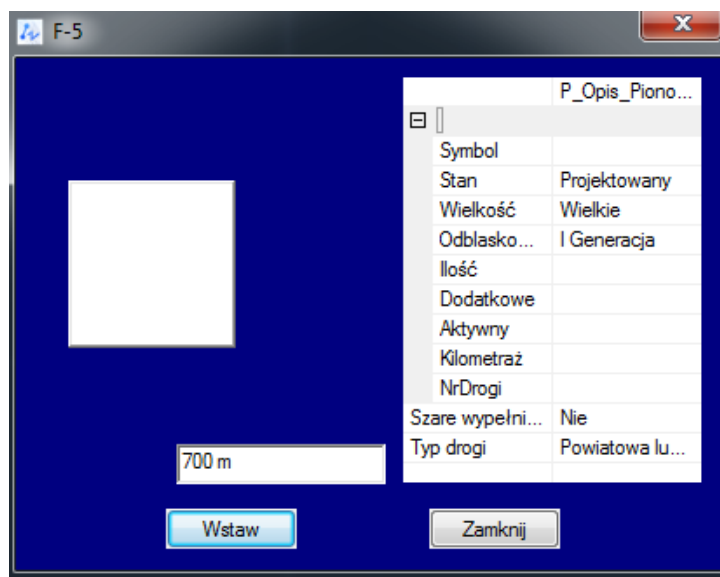 F-5
P_Opis_Piono...
Symbol
Stan Projektowany
Wielkość Wielkie
Odblasko... I Generacja
Ilość
Dodatkowe
Aktywny
Kilometraż
NrDrogi
Szare wypełni... Nie
Typ drogi Powiatowa lu...
700 m
Wstaw Zamknij